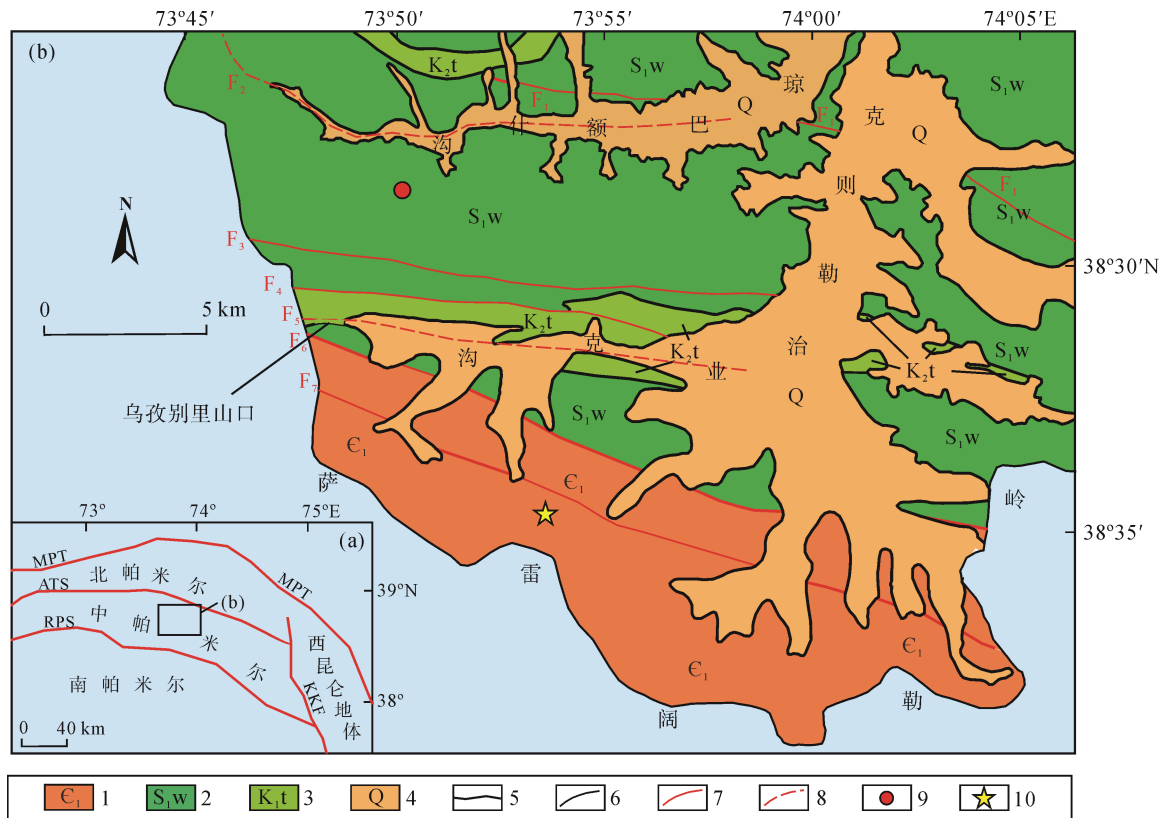 73°45′ 73°50′ 73°55′ 74°00′ 74°05′E
(b)
K₂t
S₁w
琼
S₁w
F₂
F₁
Q
克
Q
什 额 巴
F₁
沟
则
F₁
S₁w
S₁w
N
F₃
勒
38°30′N
F₄
0 5 km
F₅
K₂t
克
治
F₆
沟
K₂t
业
K₂t
S₁w
F₇
Q
乌孜别里山口
S₁w
S₁w
Є₁
萨
Є₁
岭
38°35′
雷
Є₁
Є₁
阔
勒
73° 74° 75°E
(a)
MPT
北 帕 米 尔
MPT
39°N
ATS
(b)
RPS
中 帕 米 尔
西昆仑地体
南 帕 米 尔
KKF
38°
0 40 km
Є₁ 1 S₁w 2 K₁t 3 Q 4 5 6 7 8 9 10